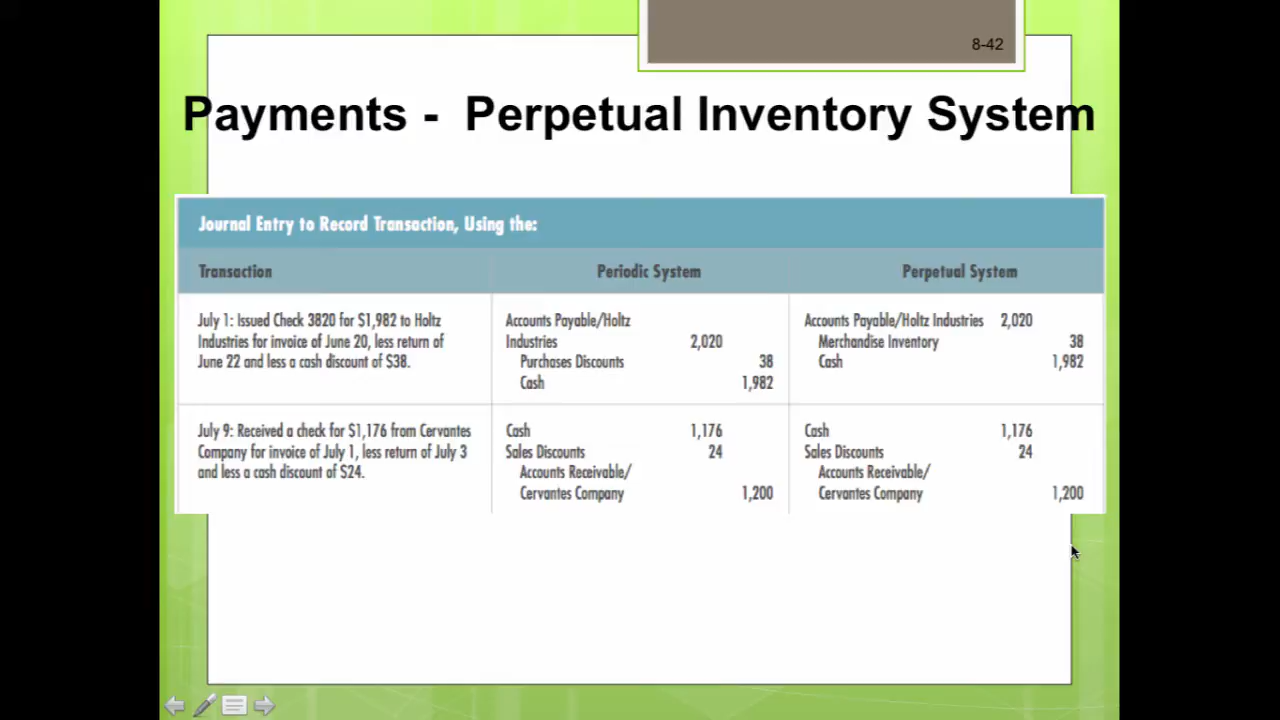 8-42
Payments -  Perpetual Inventory System
Journal Entry to Record Transaction, Using the:
Transaction
Periodic System
Perpetual System
July 1: Issued Check 3820 for $1,982 to Holtz
Industries for invoice of June 20, less return of
June 22 and less a cash discount of $38.
Accounts Payable/Holtz
Industries 2,020
Purchases Discounts 38
Cash 1,982
Accounts Payable/Holtz Industries 2,020
Merchandise Inventory 38
Cash 1,982
July 9: Received a check for $1,176 from Cervantes
Company for invoice of July 1, less return of July 3
and less a cash discount of $24.
Cash 1,176
Sales Discounts 24
Accounts Receivable/
Cervantes Company 1,200
Cash 1,176
Sales Discounts 24
Accounts Receivable/
Cervantes Company 1,200